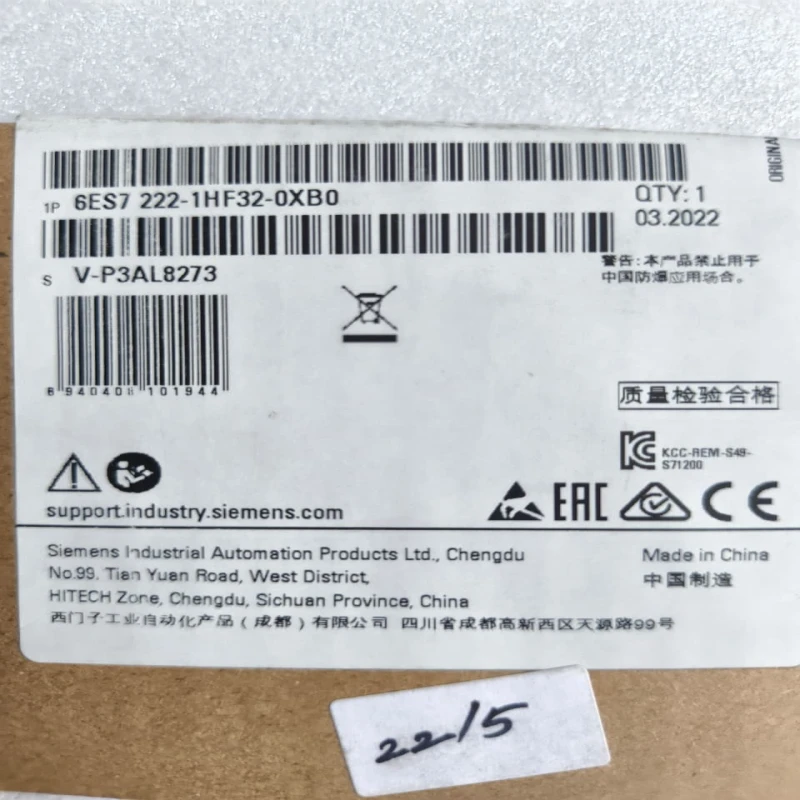 ORIGINA
1P 6ES7 222-1HF32-0XB0
QTY: 1
03.2022
S V-P3AL8273
警告:本产品禁止用于
中国防爆应用场合。
6 940408 101944
质量检验合格
KCC-REM-S49-
S71200
EAC
CE
support.industry.siemens.com
Siemens Industrial Automation Products Ltd., Chengdu
No.99. Tian Yuan Road, West District,
HITECH Zone, Chengdu, Sichuan Province, China
西门子工业自动化产品(成都)有限公司 四川省成都高新西区天源路99号
Made in China
中国制造
22/5